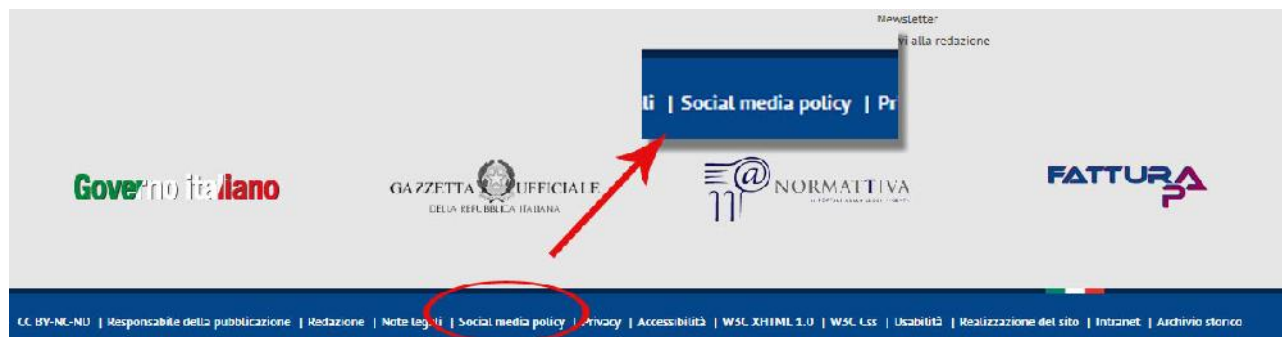 Newsletter
vi alla redazione
li | Social media policy | Pr
Governo italiano
GAZZETTA UFFICIALE
DELLA REPUBBLICA ITALIANA
NORMATTIVA
FATTURA
PA
CC BY-NC-ND | Responsabile della pubblicazione | Redazione | Note legali | Social media policy | Privacy | Accessibilità | W3C XHTML 1.0 | W3C Css | Usabilità | Realizzazione del sito | Intranet | Archivio storico